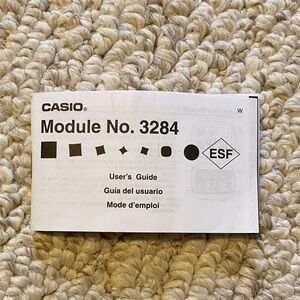 W
CASIO®
Module No. 3284
ESF
User's Guide
Guía del usuario
Mode d'emploi